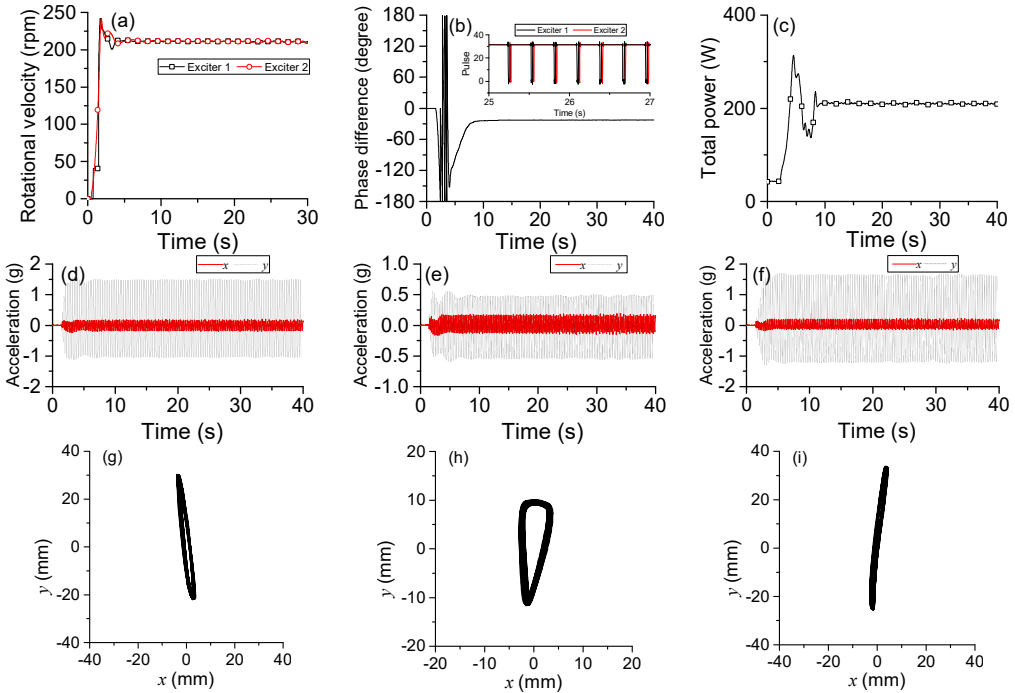 (a)
Rotational velocity (rpm)
250
200
150
100
50
0
Exciter 1 Exciter 2
0 5 10 15 20 25 30
Time (s)
(b)
Phase difference (degree)
180
120
60
0
-60
-120
-180
Exciter 1 Exciter 2
Pulse
30
0
25 26 27
Time (s)
0 10 20 30 40
Time (s)
(c)
Total power (W)
400
200
0
0 10 20 30 40
Time (s)
(d)
x y
Acceleration (g)
2
1
0
-1
-2
0 10 20 30 40
Time (s)
(e)
x y
Acceleration (g)
1.0
0.5
0.0
-0.5
-1.0
0 10 20 30 40
Time (s)
(f)
x y
Acceleration (g)
2
1
0
-1
-2
0 10 20 30 40
Time (s)
(g)
y (mm)
40
20
0
-20
-40
-40 -20 0 20 40
x (mm)
(h)
y (mm)
20
10
0
-10
-20
-20 -10 0 10 20
x (mm)
(i)
y (mm)
40
20
0
-20
-40
-40 -20 0 20 40
x (mm)